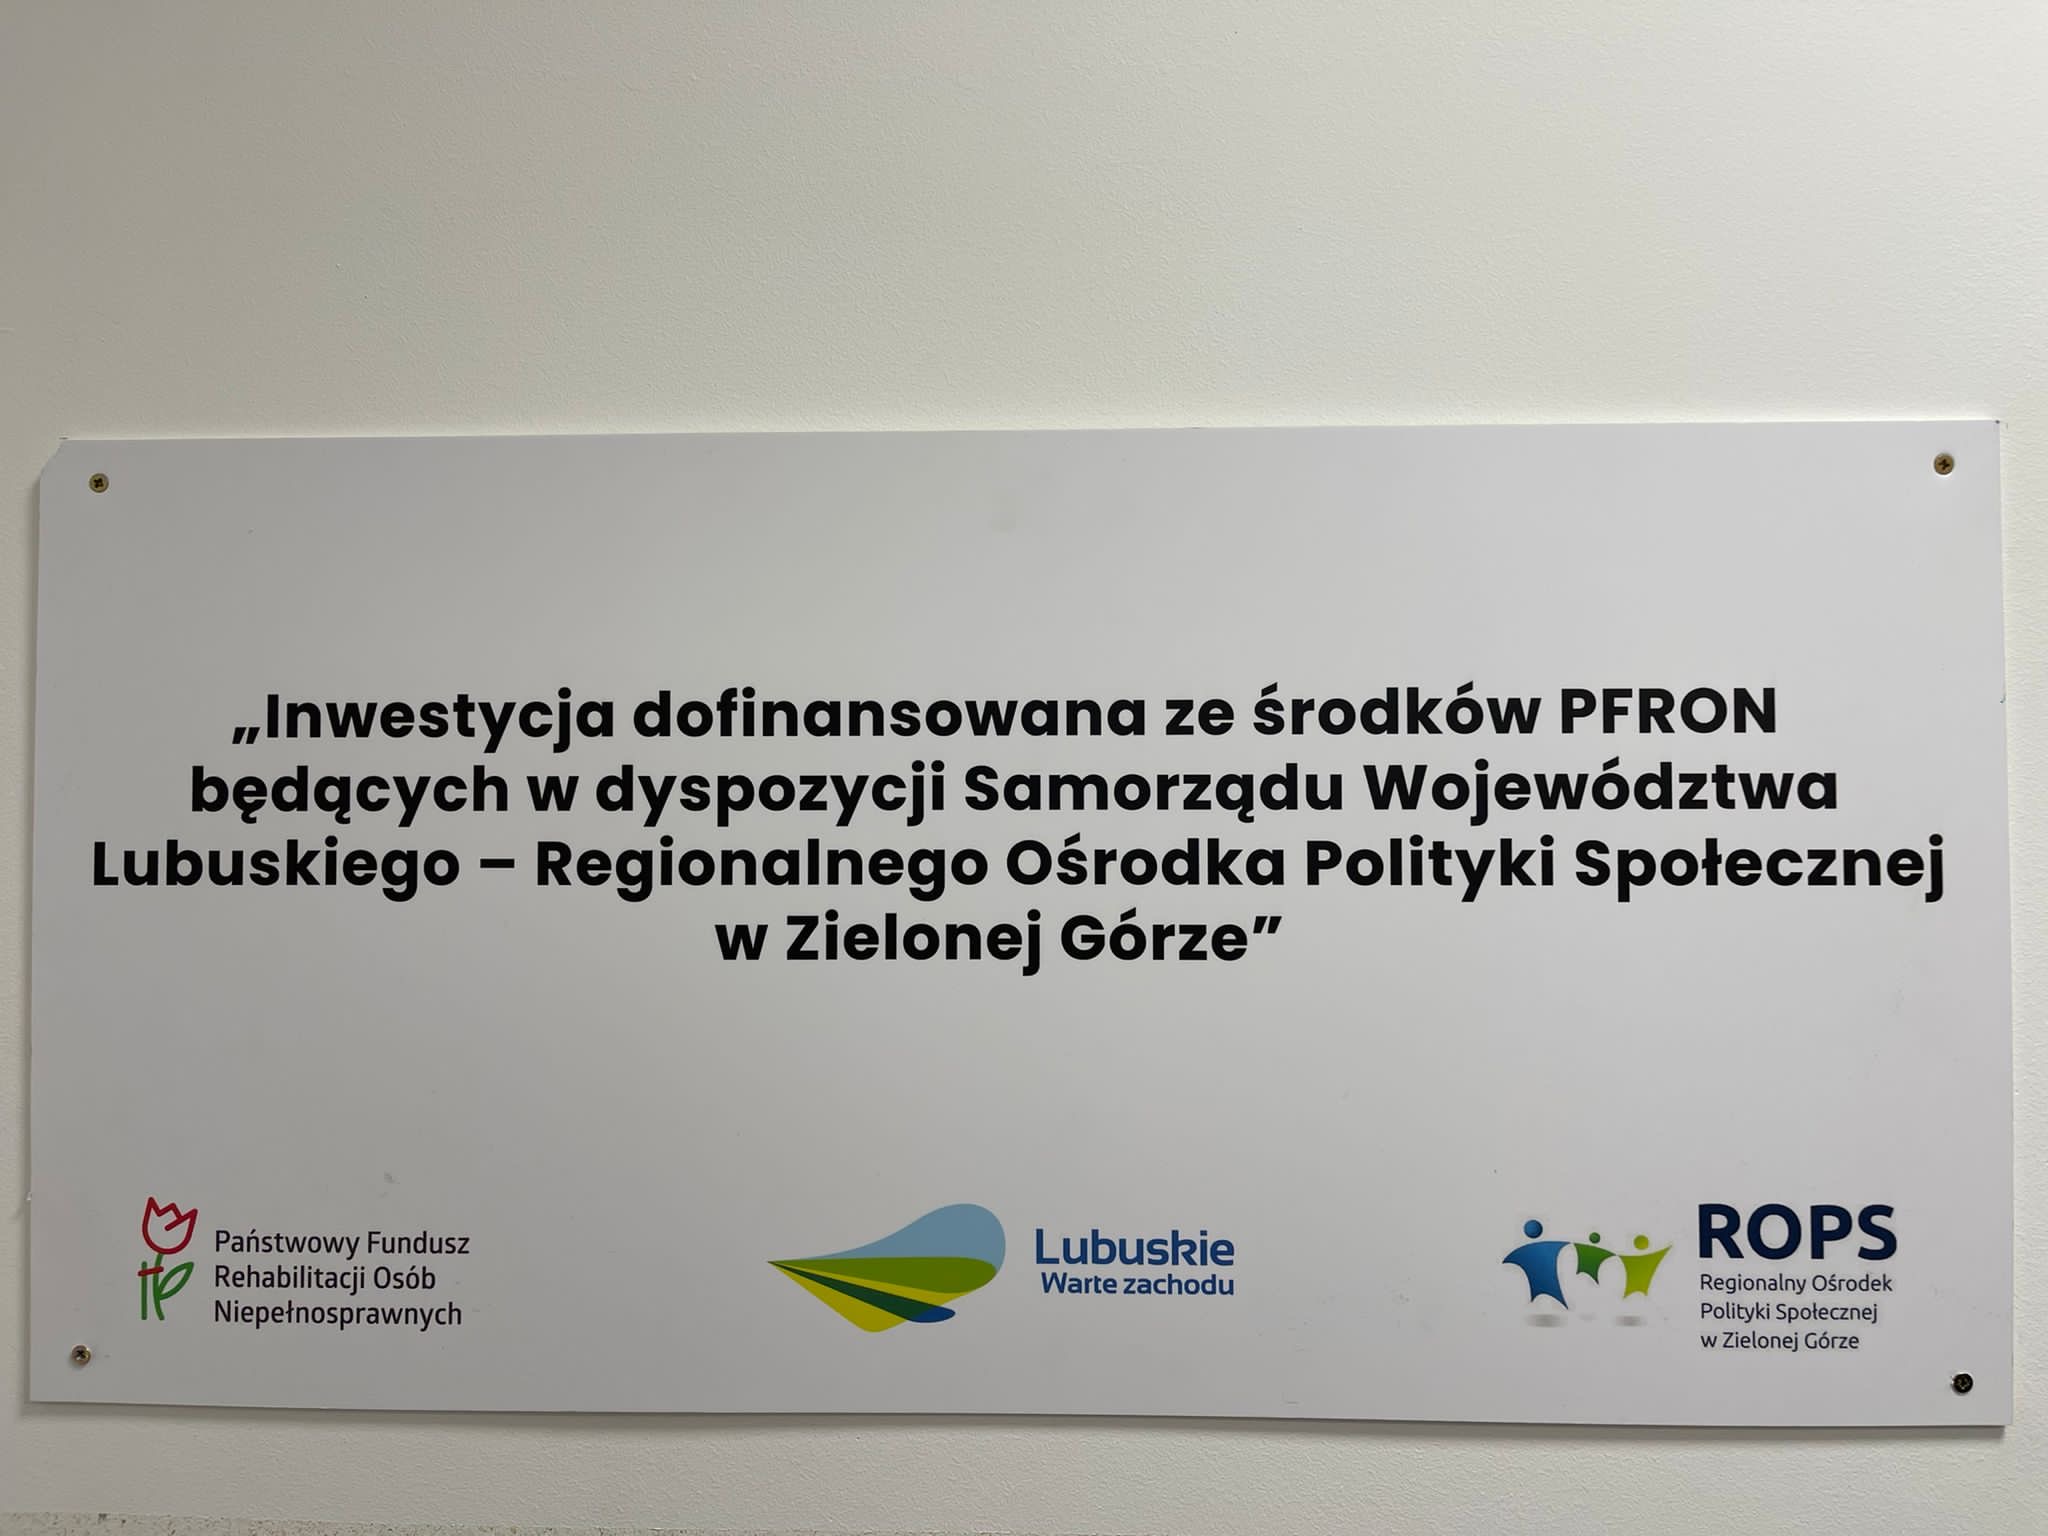 „Inwestycja dofinansowana ze środków PFRON
będących w dyspozycji Samorządu Województwa
Lubuskiego – Regionalnego Ośrodka Polityki Społecznej
w Zielonej Górze”
Państwowy Fundusz
Rehabilitacji Osób
Niepełnosprawnych
Lubuskie
Warte zachodu
ROPS
Regionalny Ośrodek
Polityki Społecznej
w Zielonej Górze